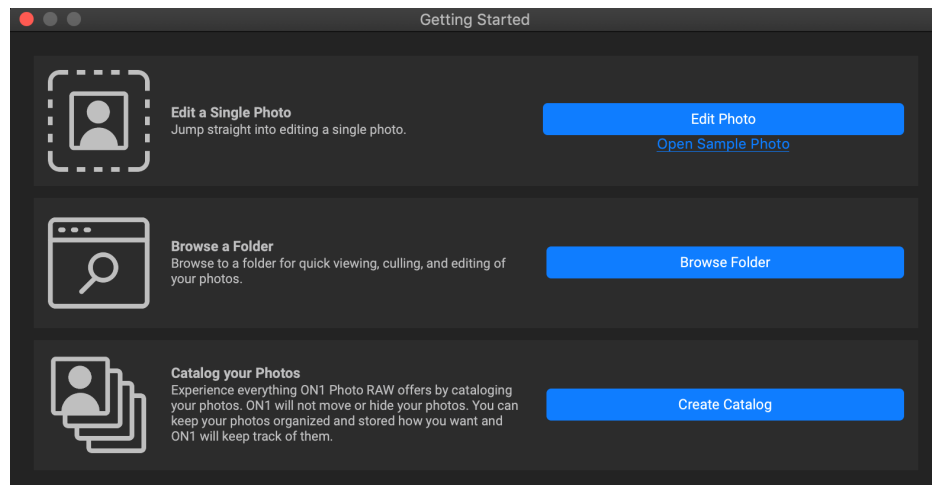 Getting Started
Edit a Single Photo
Jump straight into editing a single photo.
Edit Photo
Open Sample Photo
Browse a Folder
Browse to a folder for quick viewing, culling, and editing of
your photos.
Browse Folder
Catalog your Photos
Experience everything ON1 Photo RAW offers by cataloging
your photos. ON1 will not move or hide your photos. You can
keep your photos organized and stored how you want and
ON1 will keep track of them.
Create Catalog